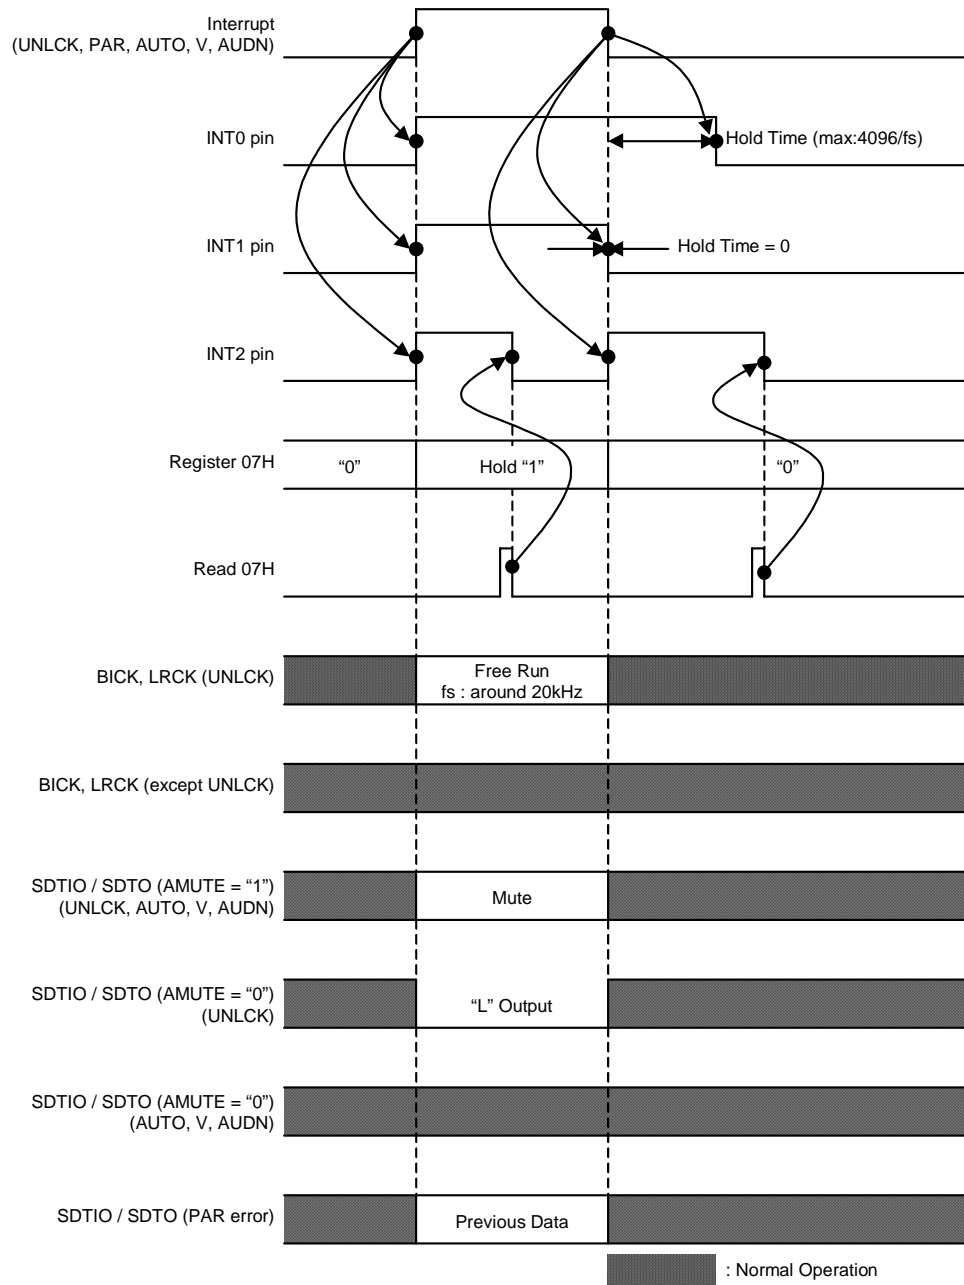 Interrupt
(UNLCK, PAR, AUTO, V, AUDN)
INT0 pin
Hold Time (max:4096/fs)
INT1 pin
Hold Time = 0
INT2 pin
Register 07H
“0”
Hold “1”
“0”
Read 07H
BICK, LRCK (UNLCK)
Free Run
fs : around 20kHz
BICK, LRCK (except UNLCK)
SDTIO / SDTO (AMUTE = “1”)
(UNLCK, AUTO, V, AUDN)
Mute
SDTIO / SDTO (AMUTE = “0”)
(UNLCK)
“L” Output
SDTIO / SDTO (AMUTE = “0”)
(AUTO, V, AUDN)
SDTIO / SDTO (PAR error)
Previous Data
: Normal Operation